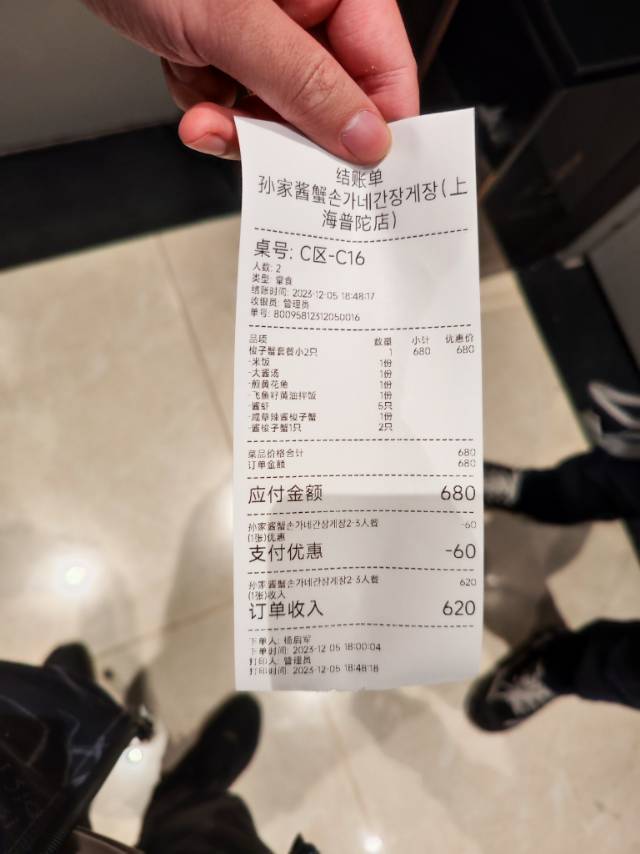 结账单
孙家酱蟹손가네간장게장(上
海普陀店)
桌号: C区-C16
人数: 2
类型: 堂食
结账时间: 2023-12-05 18:48:17
收银员: 管理员
单号: 80095812312050016
品项 数量 小计 优惠价
梭子蟹套餐小2只 1 680 680
-米饭 1份
-大酱汤 1份
-煎黄花鱼 1份
-飞鱼籽黄油拌饭 1份
-酱虾 5只
-咸草辣酱梭子蟹 1份
-酱梭子蟹1只 2只
菜品价格合计 680
订单金额 680
应付金额 680
孙家酱蟹손가네간장게장2-3人餐 -60
(1张)优惠
支付优惠 -60
孙家酱蟹손가네간장게장2-3人餐 620
(1张)收入
订单收入 620
下单人: 杨启军
下单时间: 2023-12-05 18:00:04
打印人: 管理员
打印时间: 2023-12-05 18:48:18